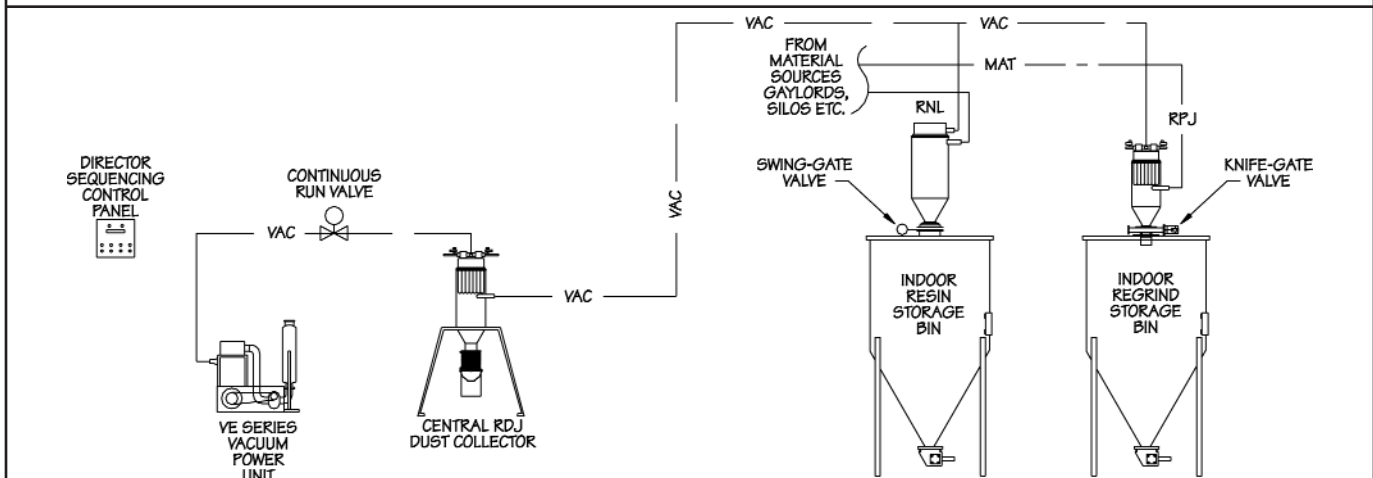 VAC
VAC
FROM
MATERIAL
SOURCES
GAYLORDS,
SILOS ETC.
MAT
RNL
RPJ
DIRECTOR
SEQUENCING
CONTROL
PANEL
CONTINUOUS
RUN VALVE
SWING-GATE
VALVE
KNIFE-GATE
VALVE
VAC
VAC
VAC
INDOOR
RESIN
STORAGE
BIN
INDOOR
REGRIND
STORAGE
BIN
VE SERIES
VACUUM
POWER
UNIT
CENTRAL RDJ
DUST COLLECTOR